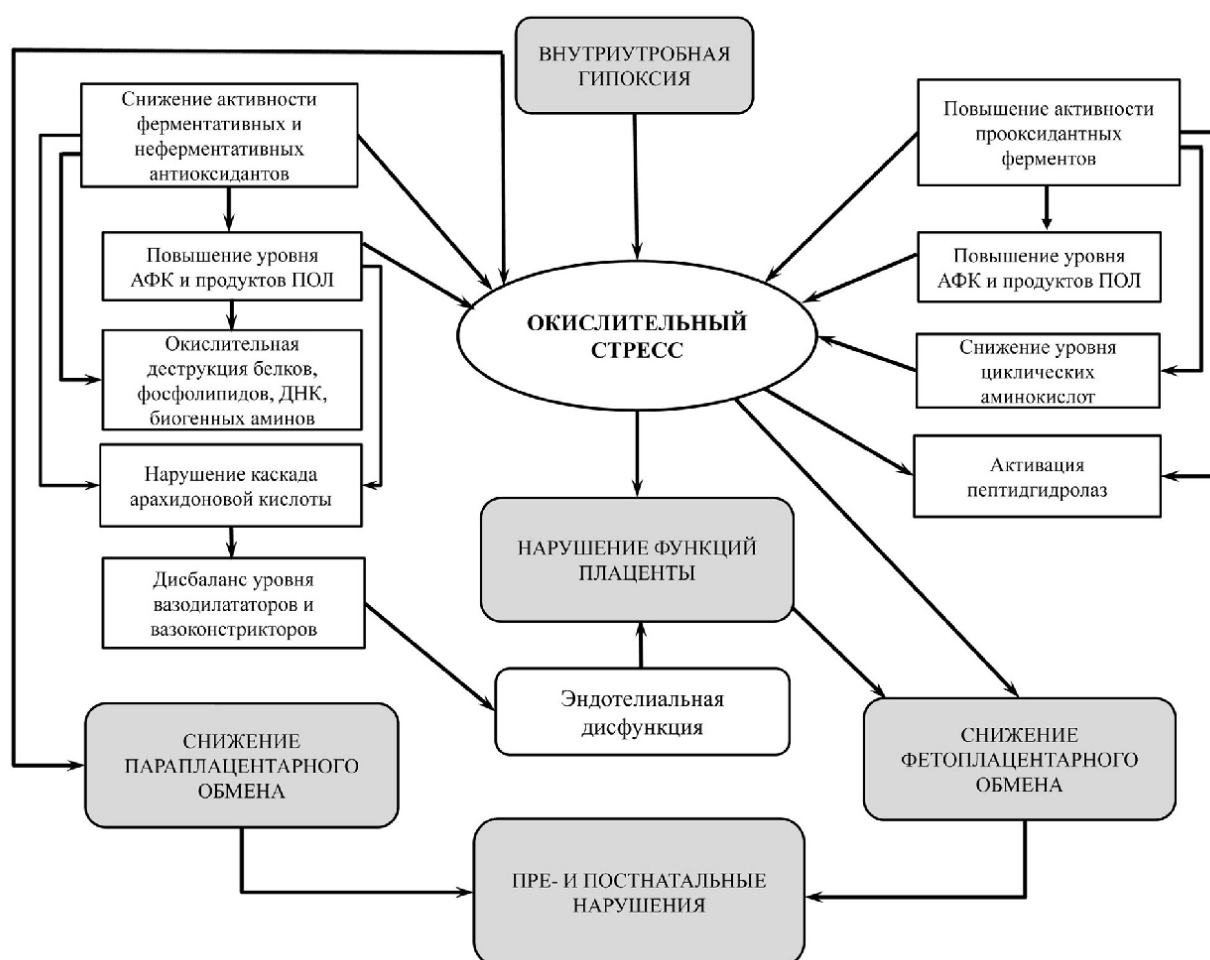 ВНУТРИУТРОБНАЯ
ГИПОКСИЯ
Снижение активности
ферментативных и
неферментативных
антиоксидантов
Повышение активности
прооксидантных
ферментов
Повышение уровня
АФК и продуктов ПОЛ
Повышение уровня
АФК и продуктов ПОЛ
ОКИСЛИТЕЛЬНЫЙ
СТРЕСС
Окислительная
деструкция белков,
фосфолипидов, ДНК,
биогенных аминов
Снижение уровня
циклических
аминокислот
Нарушение каскада
арахидоновой кислоты
Активация
пептидгидролаз
НАРУШЕНИЕ ФУНКЦИЙ
ПЛАЦЕНТЫ
Дисбаланс уровня
вазодилататоров и
вазоконстрикторов
Эндотелиальная
дисфункция
СНИЖЕНИЕ
ПАРАПЛАЦЕНТАРНОГО
ОБМЕНА
СНИЖЕНИЕ
ФЕТОПЛАЦЕНТАРНОГО
ОБМЕНА
ПРЕ- И ПОСТНАТАЛЬНЫЕ
НАРУШЕНИЯ